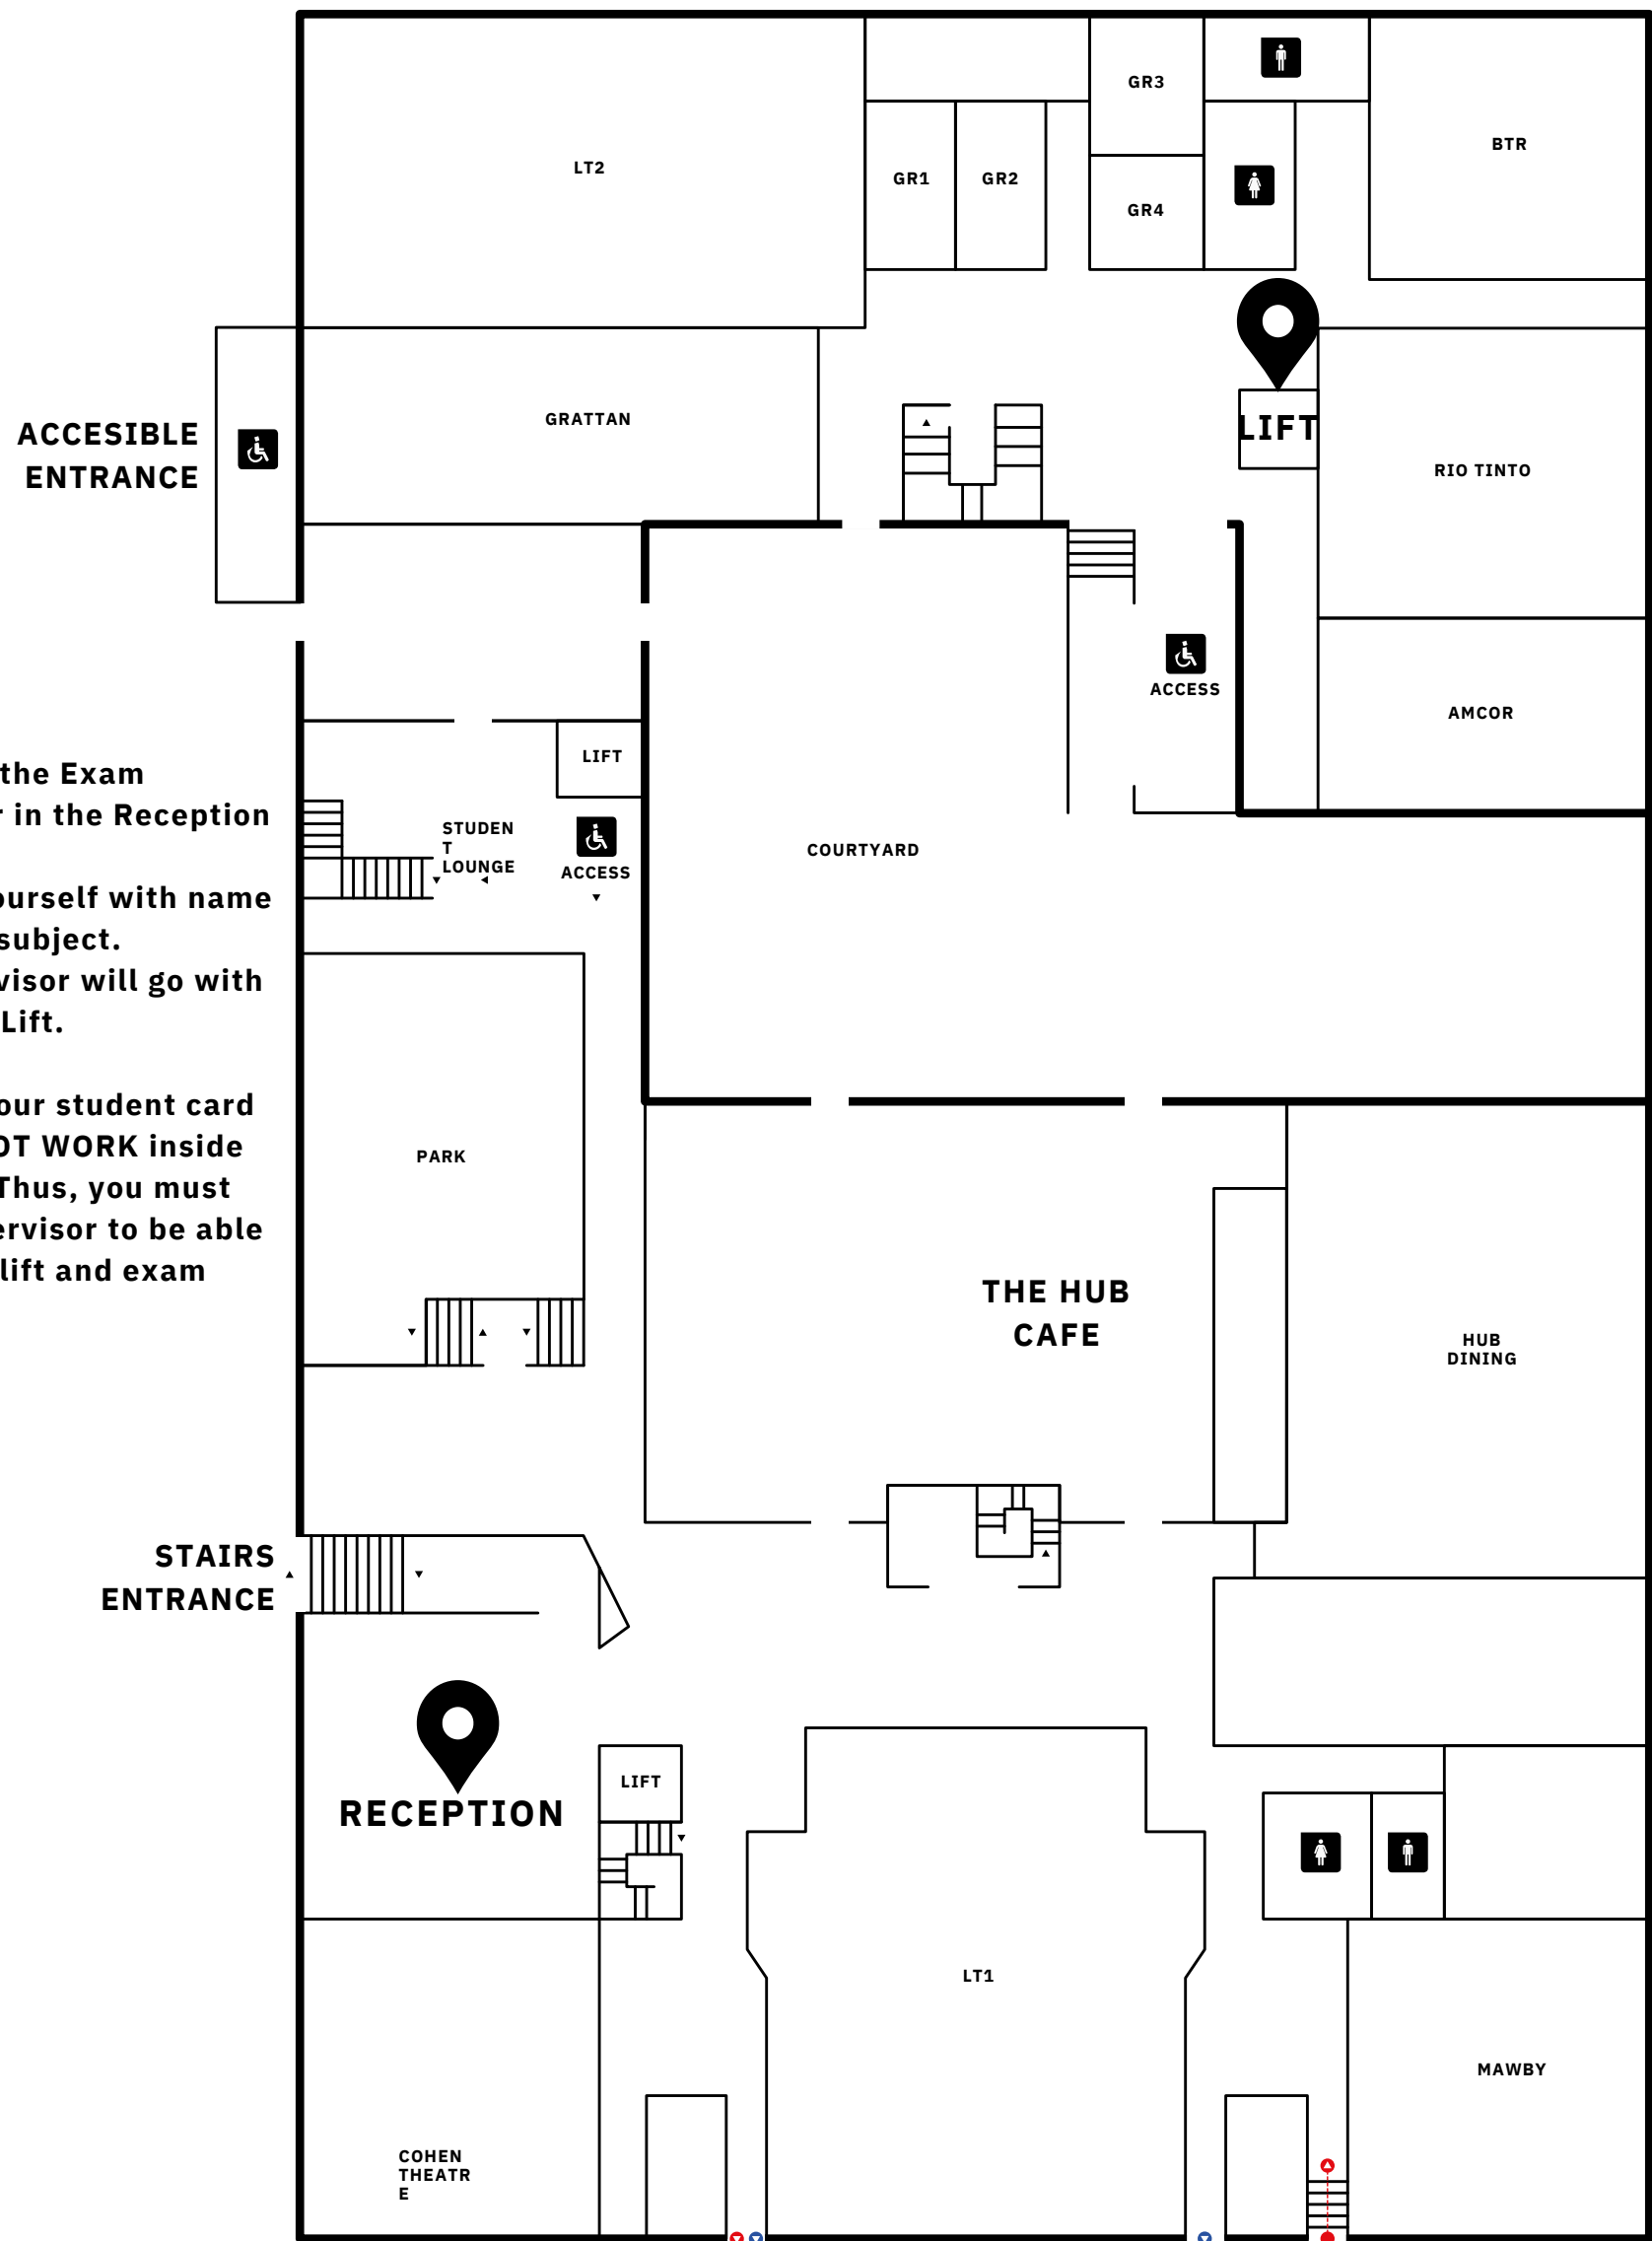 LT2
GR1
GR2
GR3
GR4
BTR
ACCESIBLE
ENTRANCE
GRATTAN
LIFT
RIO TINTO
ACCESS
AMCOR
LIFT
STUDEN
T
LOUNGE
ACCESS
COURTYARD
the Exam
r in the Reception
ourself with name
subject.
visor will go with
Lift.
our student card
OT WORK inside
Thus, you must
ervisor to be able
lift and exam
PARK
THE HUB
CAFE
HUB
DINING
STAIRS
ENTRANCE
RECEPTION
LIFT
LT1
MAWBY
COHEN
THEATR
E